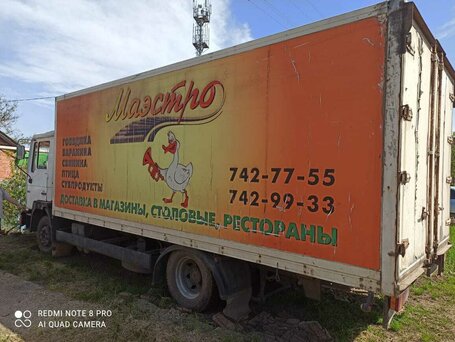 Маэстро
ГОВЯДИНА
БАРАНИНА
СВИНИНА
ПТИЦА
СУБПРОДУКТЫ
742-77-55
742-99-33
ДОСТАВКА В МАГАЗИНЫ, СТОЛОВЫЕ, РЕСТОРАНЫ
REDMI NOTE 8 PRO
AI QUAD CAMERA